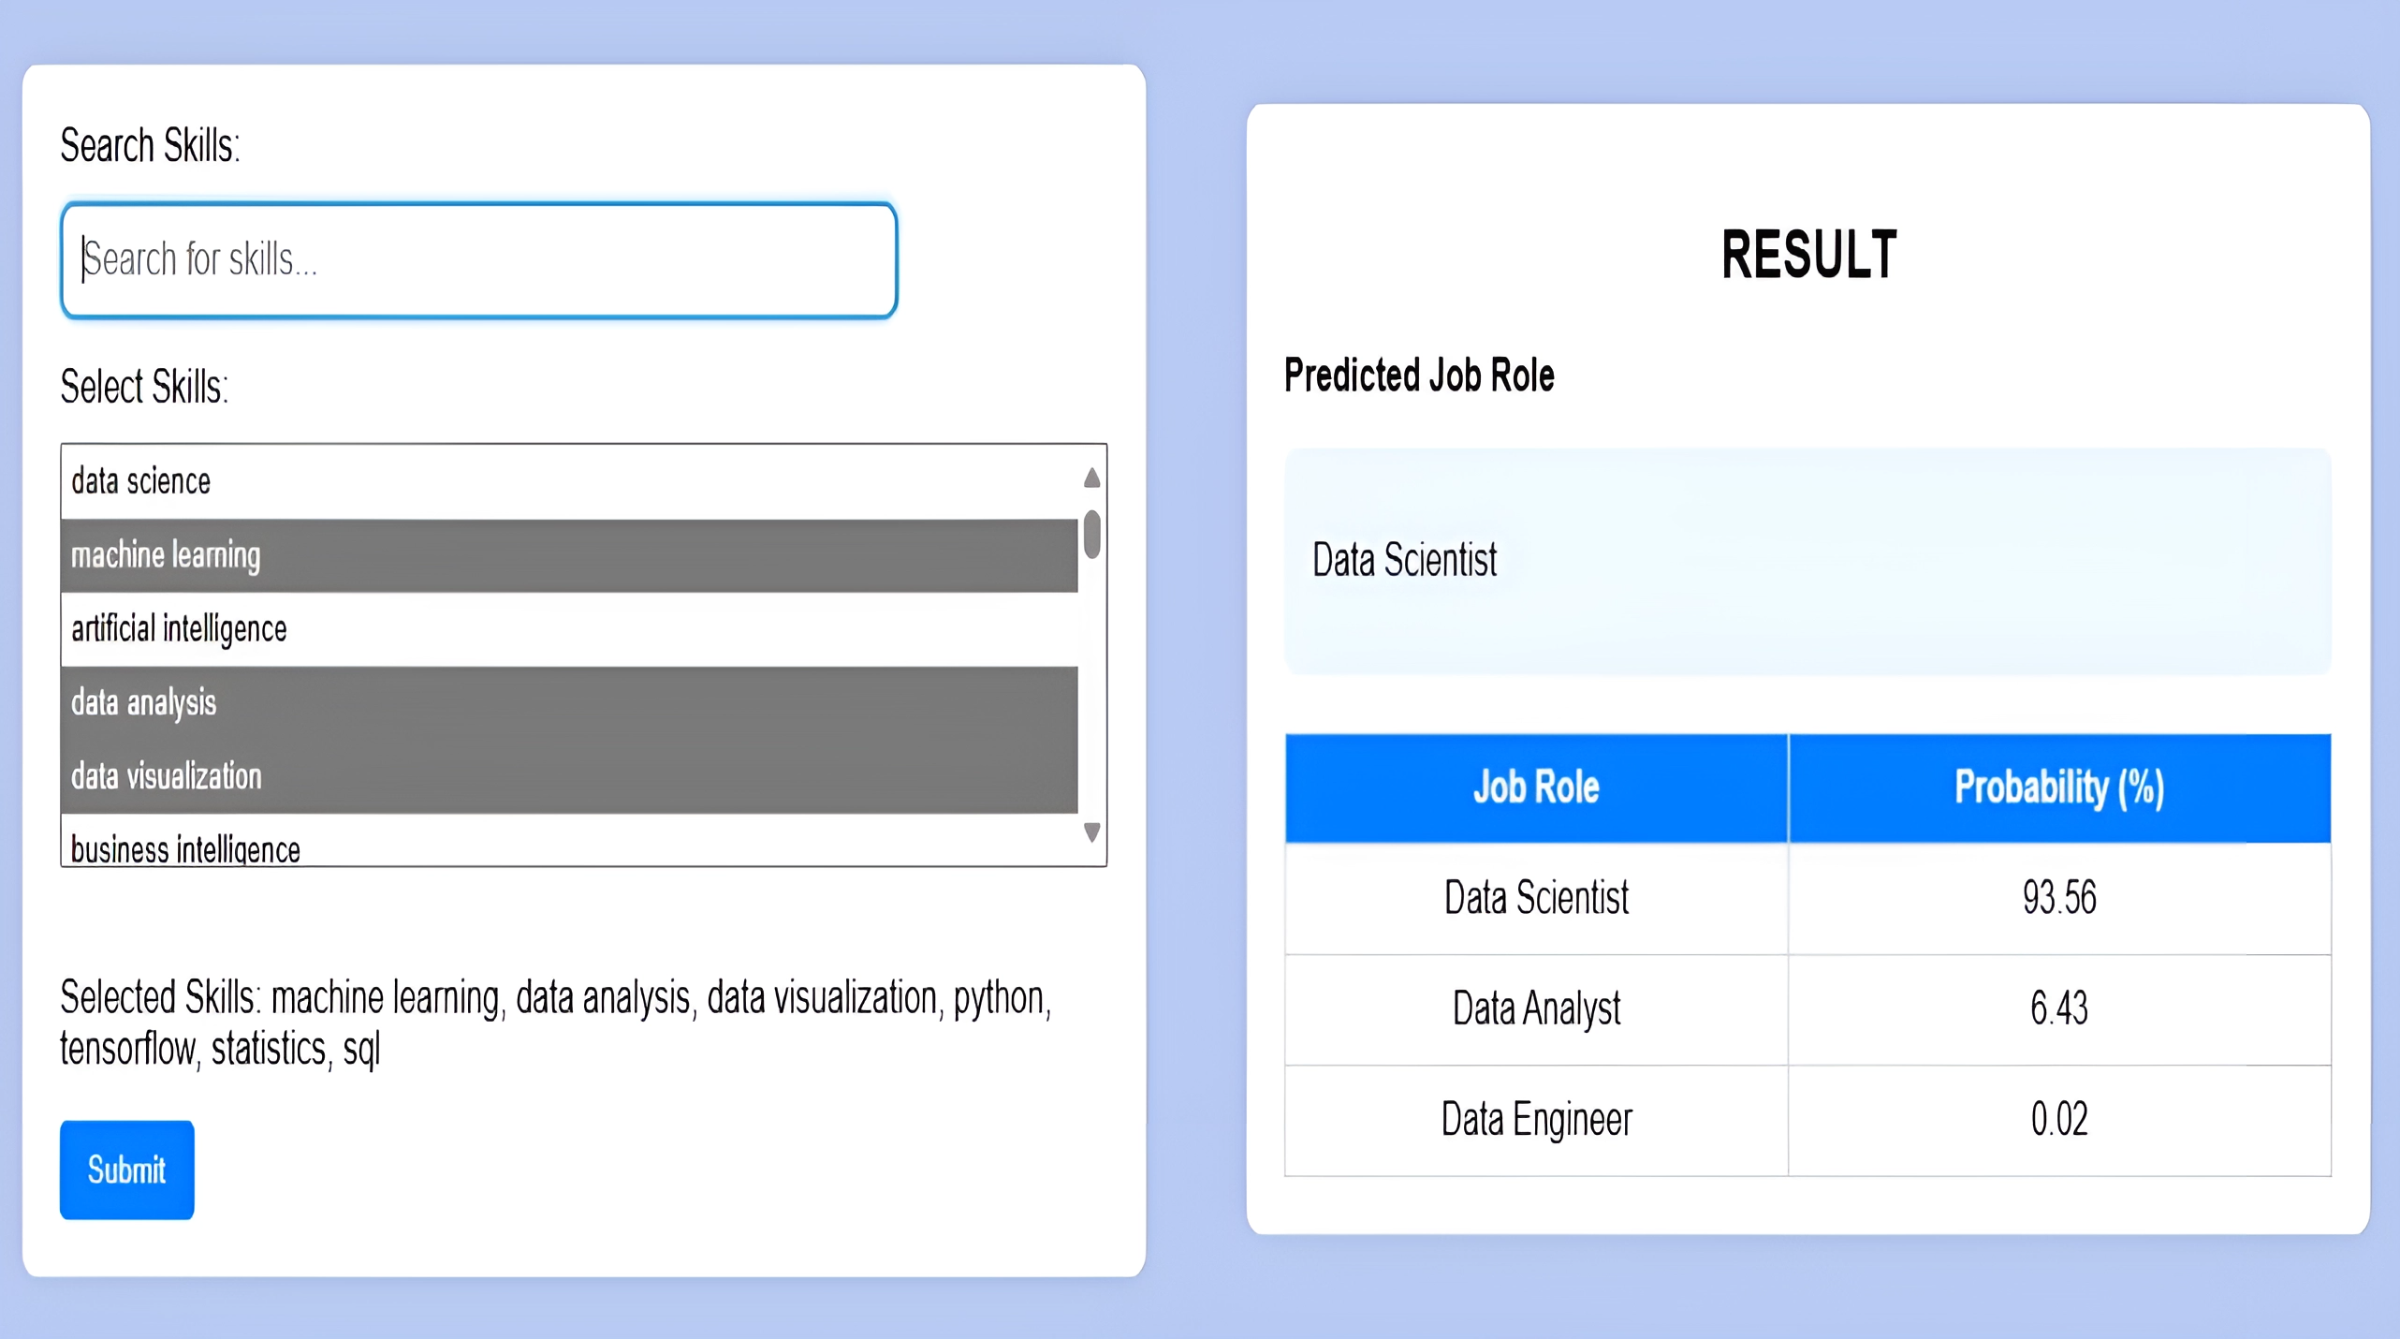 Search Skills:
Search for skills...
Select Skills:
data science
machine learning
artificial intelligence
data analysis
data visualization
business intelligence
Selected Skills: machine learning, data analysis, data visualization, python,
tensorflow, statistics, sql
Submit
RESULT
Predicted Job Role
Data Scientist
Job Role Probability (%)
Data Scientist 93.56
Data Analyst 6.43
Data Engineer 0.02